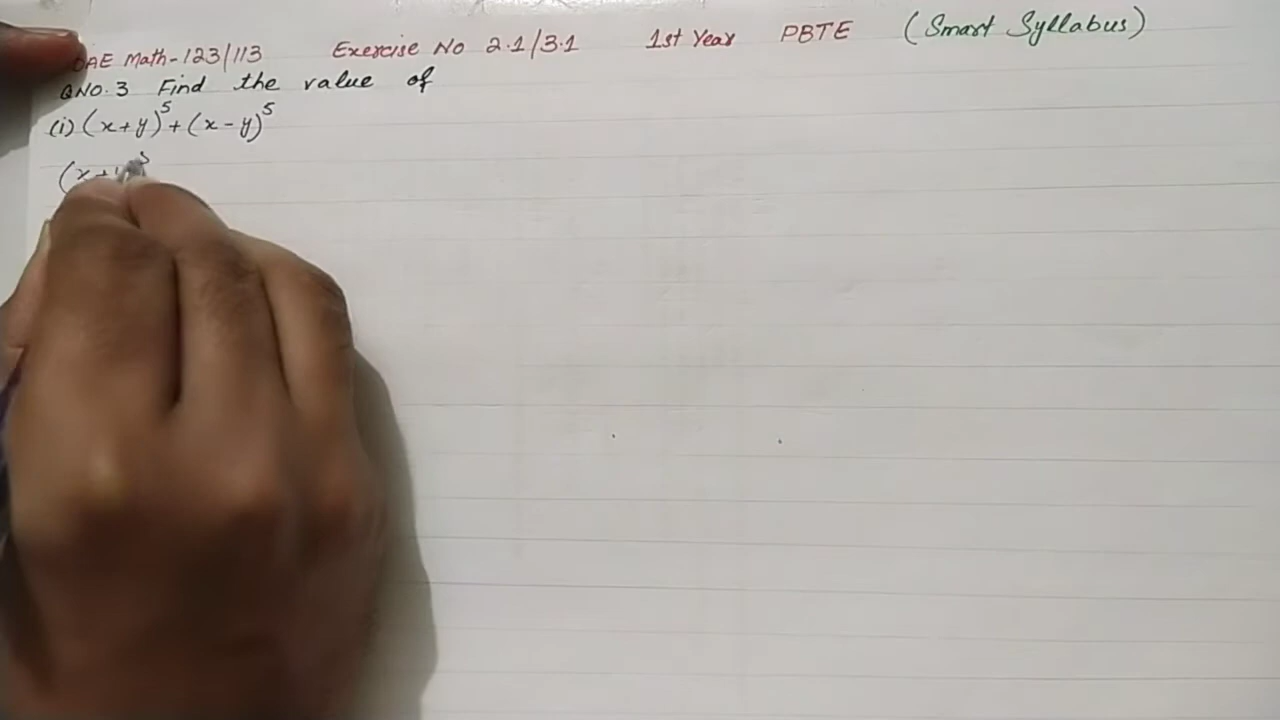 DAE Math-123/113 Exercise No 2.1/3.1 1st Year PBTE (Smart Syllabus)
QNO.3 Find the value of
(i) (x+y)^5 + (x-y)^5
(x+